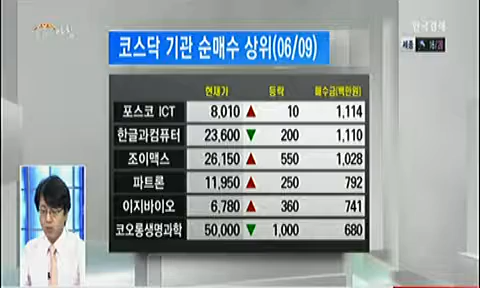 한국경제
세종 16/28
코스닥 기관 순매수 상위(06/09)
현재가 등락 매수금(백만원)
포스코 ICT 8,010 ▲ 10 1,114
한글과컴퓨터 23,600 ▼ 200 1,110
조이맥스 26,150 ▲ 550 1,028
파트론 11,950 ▲ 250 792
이지바이오 6,780 ▲ 360 741
코오롱생명과학 50,000 ▼ 1,000 680